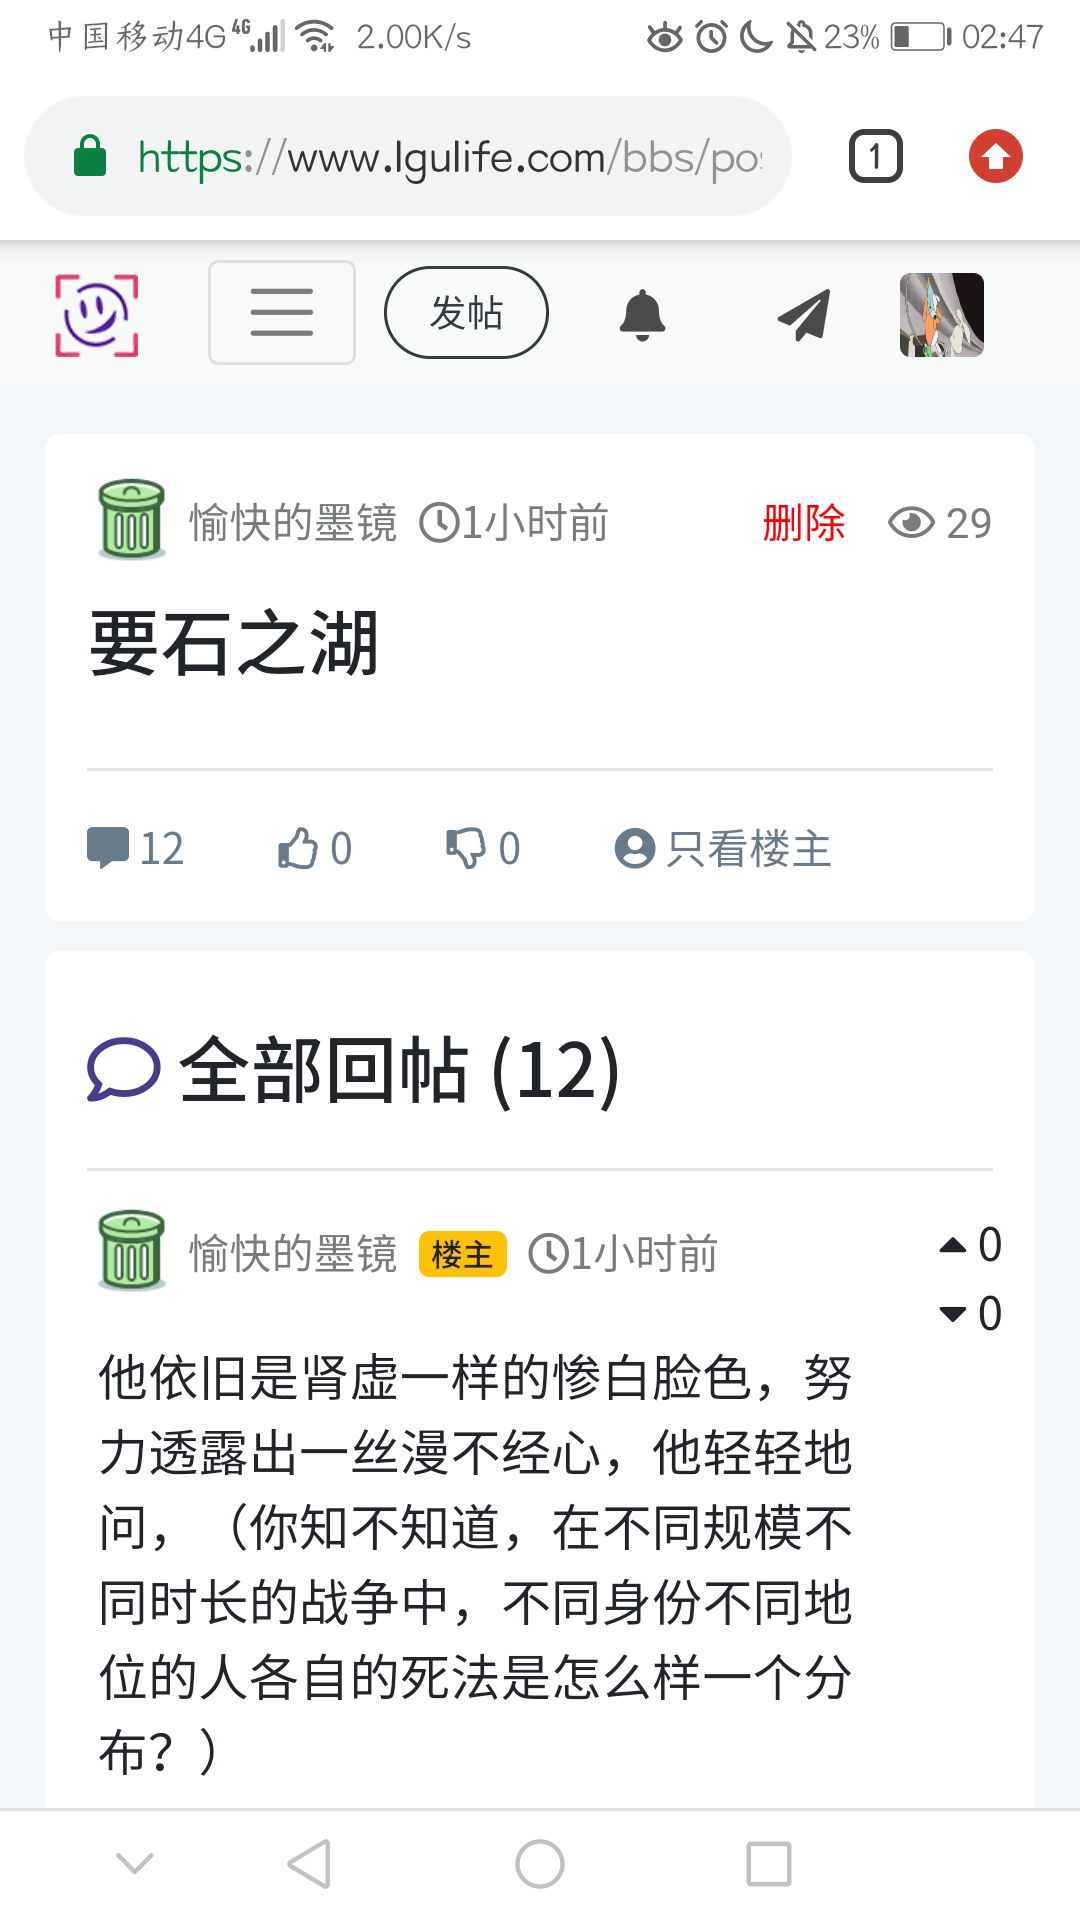 中国移动4G 4G 2.00K/s 23% 02:47
https://www.lgulife.com/bbs/pos
1
发帖
愉快的墨镜 1小时前 删除 29
要石之湖
12 0 0 只看楼主
全部回帖 (12)
愉快的墨镜 楼主 1小时前 0
0
他依旧是肾虚一样的惨白脸色，努
力透露出一丝漫不经心，他轻轻地
问，（你知不知道，在不同规模不
同时长的战争中，不同身份不同地
位的人各自的死法是怎么样一个分
布？）